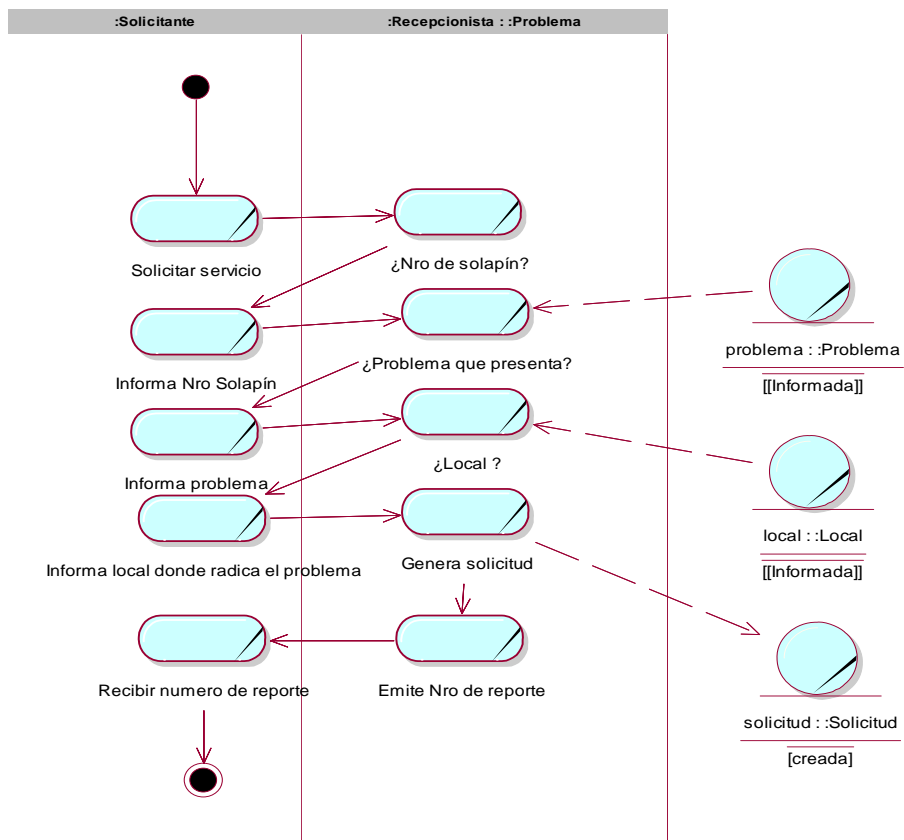 :Solicitante
:Recepcionista : :Problema
Solicitar servicio
¿Nro de solapín?
Informa Nro Solapín
¿Problema que presenta?
problema : :Problema
[[Informada]]
Informa problema
¿Local ?
local : :Local
[[Informada]]
Informa local donde radica el problema
Genera solicitud
Recibir numero de reporte
Emite Nro de reporte
solicitud : :Solicitud
[creada]